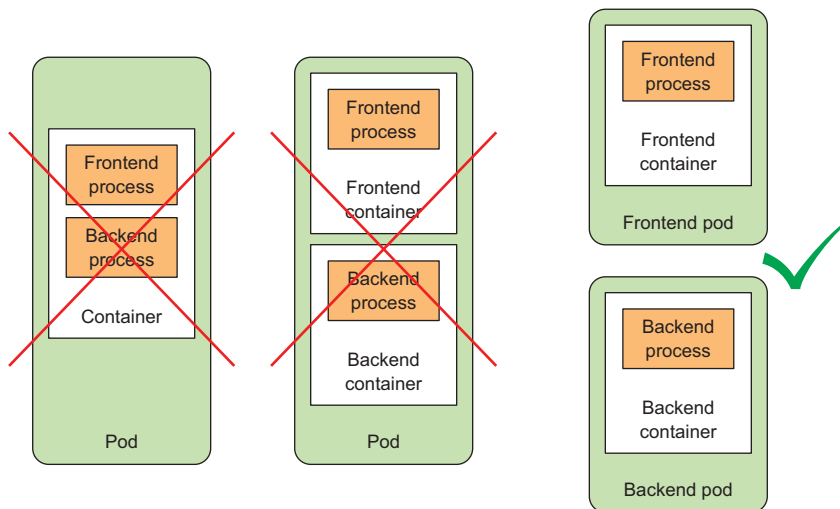 Frontend
process
Backend
process
Container
Pod
Frontend
process
Frontend
container
Backend
process
Backend
container
Pod
Frontend
process
Frontend
container
Frontend pod
Backend
process
Backend
container
Backend pod